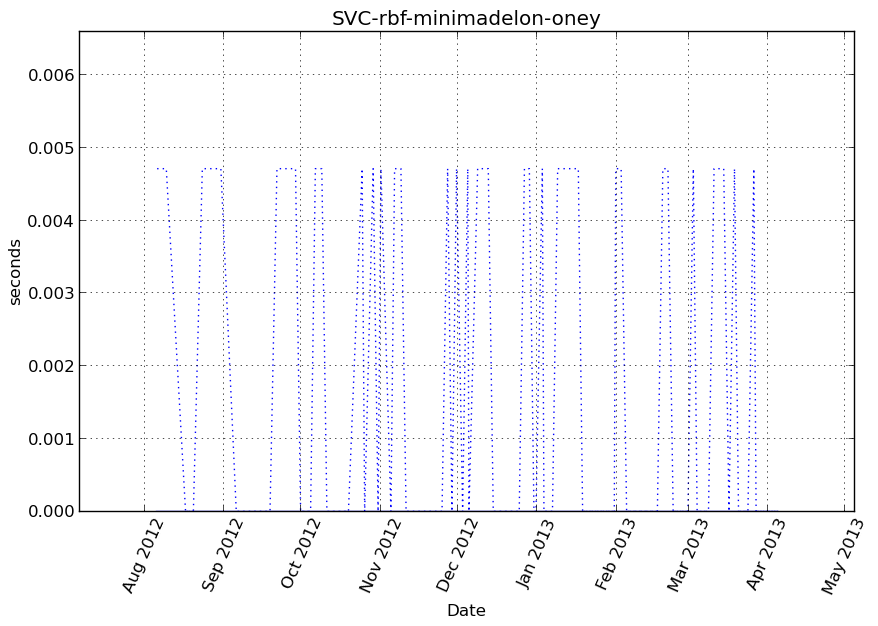 SVC-rbf-minimadelon-oney
0.006
0.005
0.004
0.003
0.002
0.001
0.000
seconds
Aug 2012
Sep 2012
Oct 2012
Nov 2012
Dec 2012
Jan 2013
Feb 2013
Mar 2013
Apr 2013
May 2013
Date